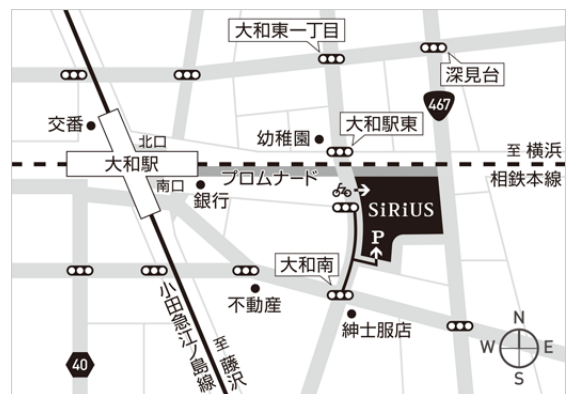 大和東一丁目
深見台
467
交番
北口
幼稚園
大和駅東
至 横浜
大和駅
相鉄本線
南口
プロムナード
銀行
SiRiUS
P
大和南
不動産
紳士服店
小田急江ノ島線
至 藤沢
40
N
W
E
S